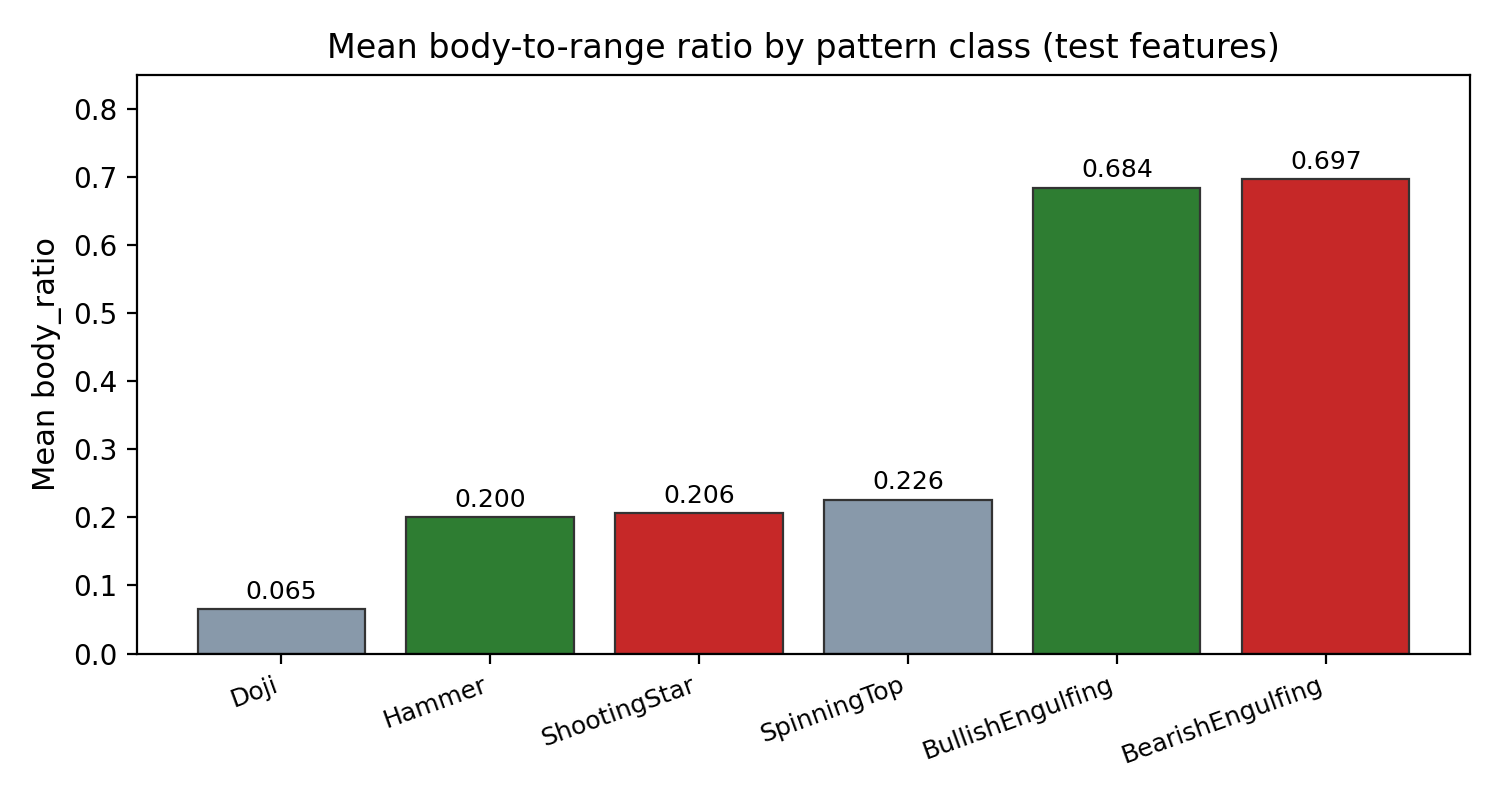 Mean body-to-range ratio by pattern class (test features)
Mean body_ratio
0.8
0.7
0.6
0.5
0.4
0.3
0.2
0.1
0.0
0.065
0.200
0.206
0.226
0.684
0.697
Doji
Hammer
ShootingStar
SpinningTop
BullishEngulfing
BearishEngulfing